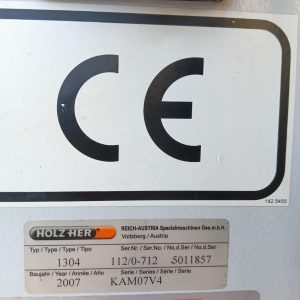 CE
142.5455
HOLZ-HER REICH-AUSTRIA Spezialmaschinen Ges.m.b.H.
Voitsberg / Austria
Typ / Type / Type / Tipo Ser.Nr. / Ser.No. / No.d.Ser / No.d.Ser
1304 112/0-712 5011857
Baujahr / Year / Année / Año Serie / Series / Série / Serie
2007 KAM07V4